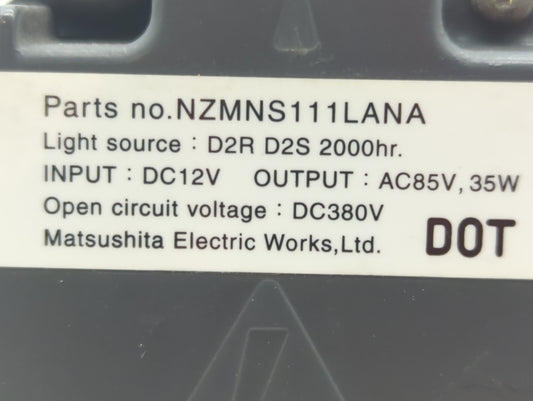 Parts no.NZMNS111LANA
Light source : D2R D2S 2000hr.
INPUT : DC12V OUTPUT : AC85V, 35W
Open circuit voltage : DC380V
Matsushita Electric Works,Ltd. DOT